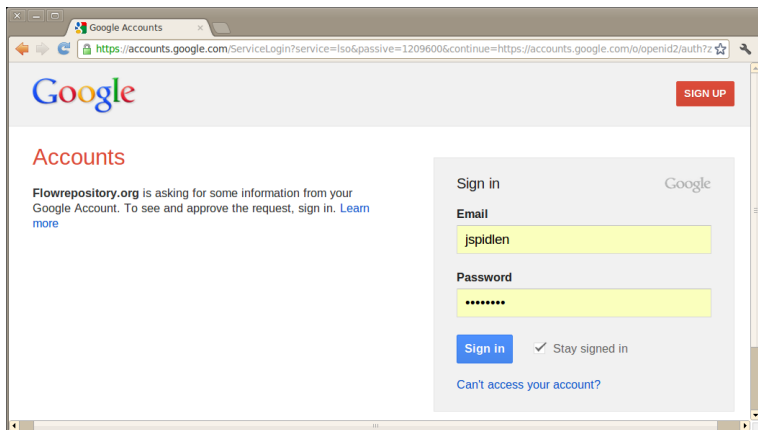 Google Accounts
https://accounts.google.com/ServiceLogin?service=lso&passive=1209600&continue=https://accounts.google.com/o/openid2/auth?z
Google
SIGN UP
Accounts
Flowrepository.org is asking for some information from your
Google Account. To see and approve the request, sign in. Learn
more
Sign in
Google
Email
jspidlen
Password
••••••••
Sign in
Stay signed in
Can't access your account?